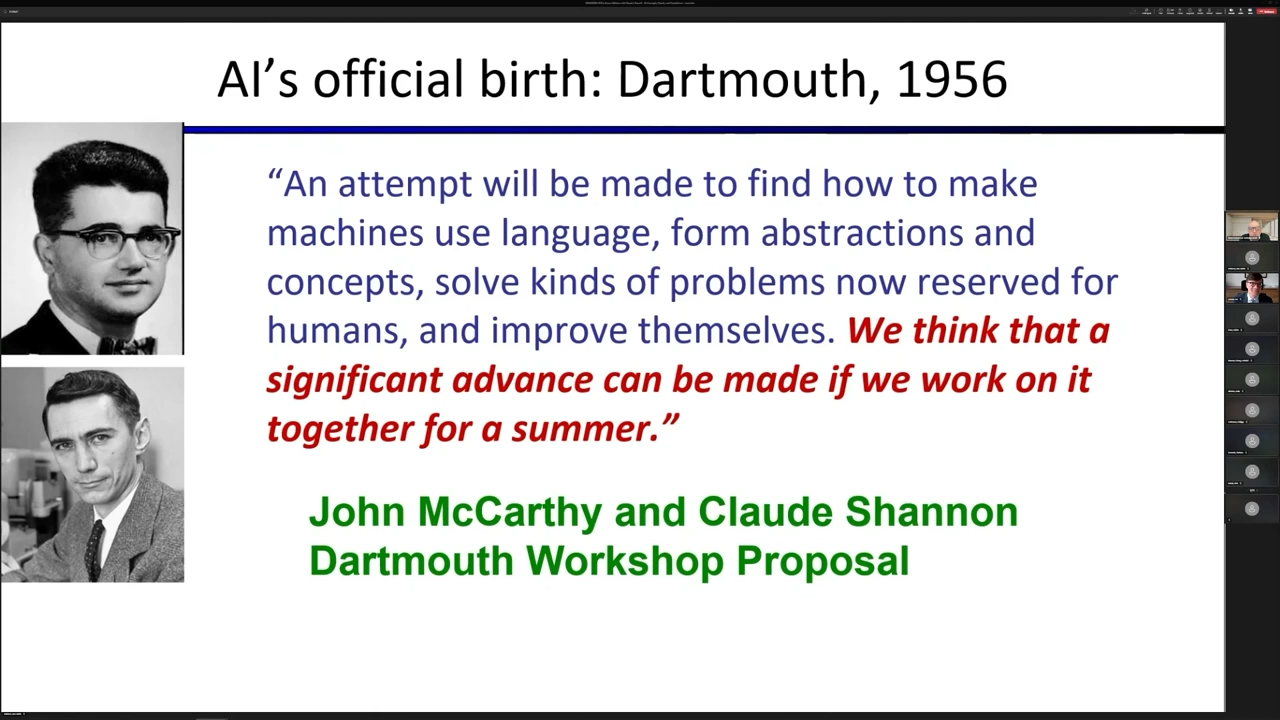 AI’s official birth: Dartmouth, 1956
“An attempt will be made to find how to make
machines use language, form abstractions and
concepts, solve kinds of problems now reserved for
humans, and improve themselves. We think that a
significant advance can be made if we work on it
together for a summer.”
John McCarthy and Claude Shannon
Dartmouth Workshop Proposal